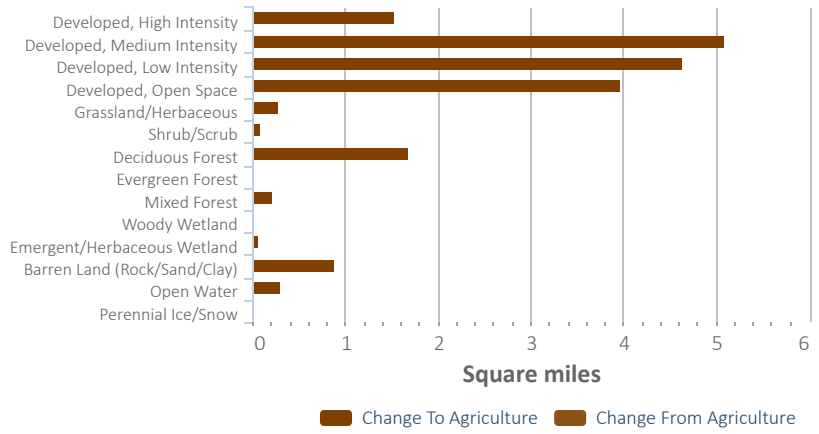 Developed, High Intensity
Developed, Medium Intensity
Developed, Low Intensity
Developed, Open Space
Grassland/Herbaceous
Shrub/Scrub
Deciduous Forest
Evergreen Forest
Mixed Forest
Woody Wetland
Emergent/Herbaceous Wetland
Barren Land (Rock/Sand/Clay)
Open Water
Perennial Ice/Snow
0 1 2 3 4 5 6
Square miles
Change To Agriculture Change From Agriculture